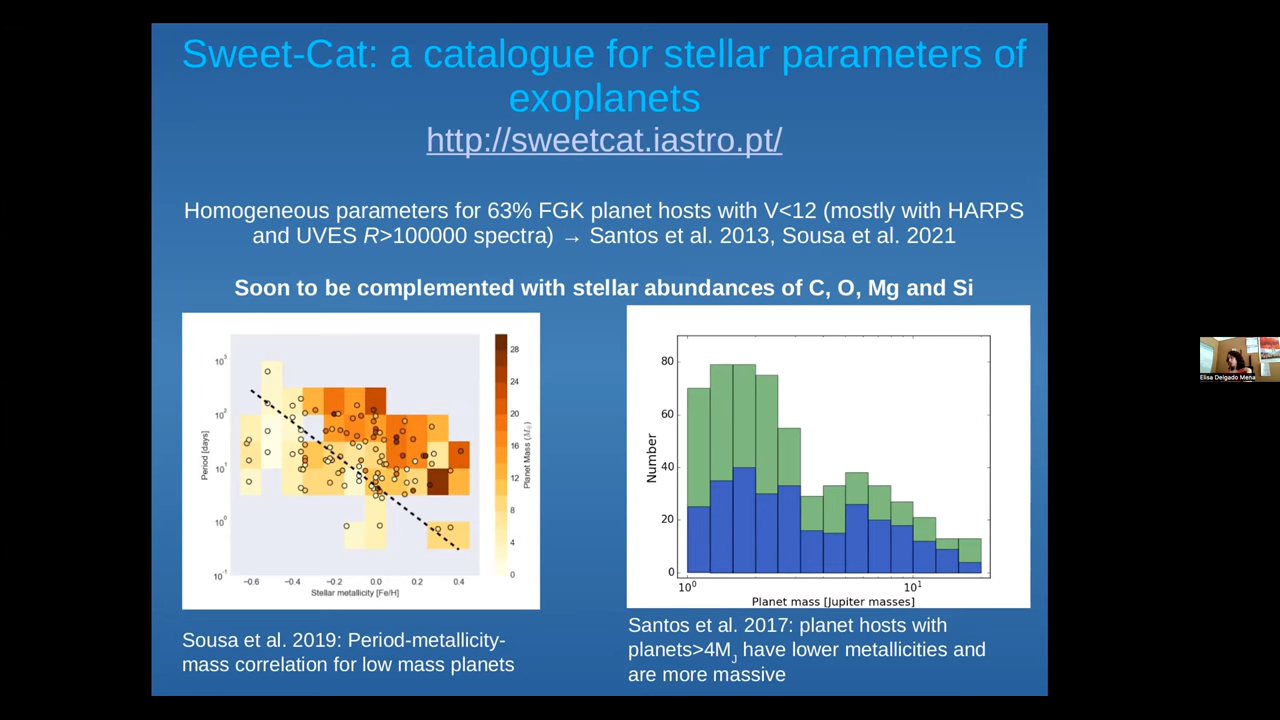 Sweet-Cat: a catalogue for stellar parameters of
exoplanets
http://sweetcat.iastro.pt/
Homogeneous parameters for 63% FGK planet hosts with V<12 (mostly with HARPS
and UVES R>100000 spectra) → Santos et al. 2013, Sousa et al. 2021
Soon to be complemented with stellar abundances of C, O, Mg and Si
10³
10²
10¹
10⁰
10⁻¹
Period [days]
−0.6 −0.4 −0.2 0.0 0.2 0.4
Stellar metallicity [Fe/H]
28
24
20
16
12
8
4
0
Planet Mass
80
60
40
20
0
Number
10⁰ 10¹
Planet mass [Jupiter masses]
Elisa Delgado Mena
Sousa et al. 2019: Period-metallicity-
mass correlation for low mass planets
Santos et al. 2017: planet hosts with
planets>4MJ have lower metallicities and
are more massive